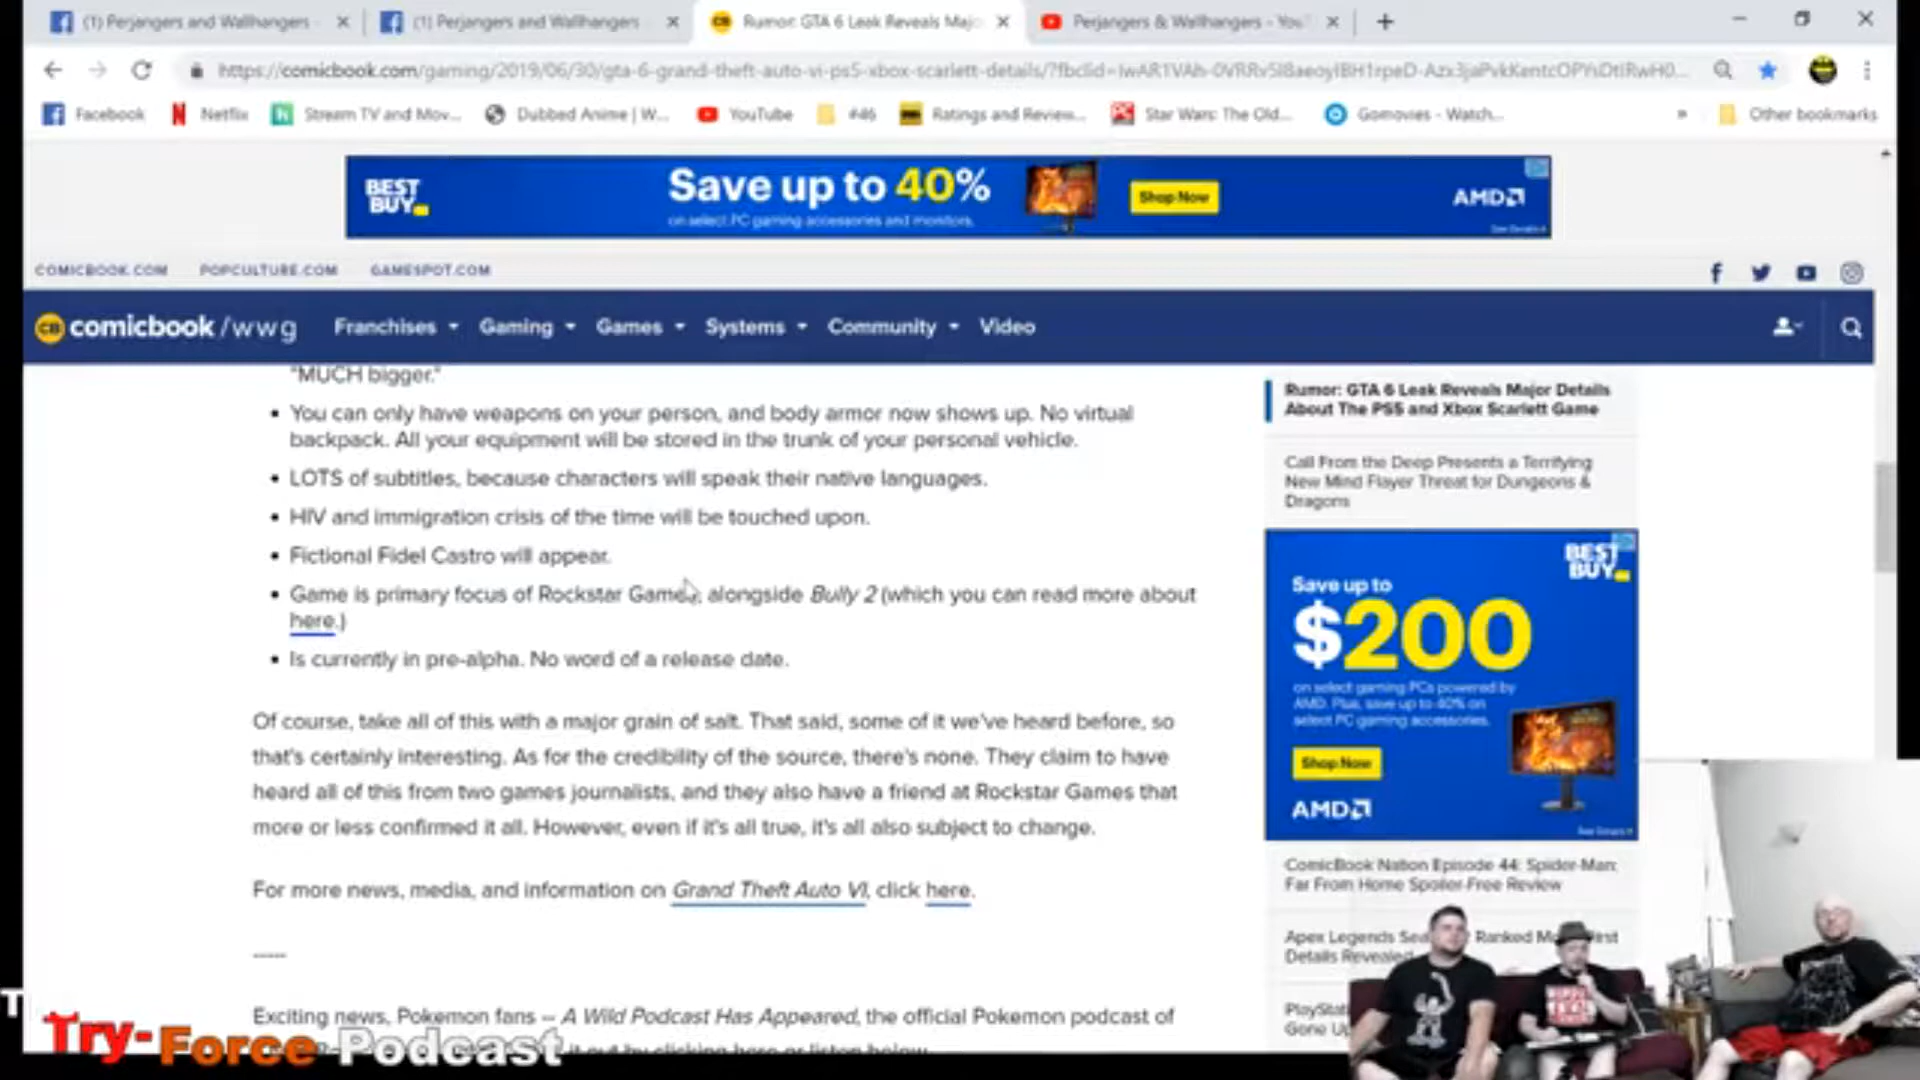 (1) Perjangers and Wallhangers
(1) Perjangers and Wallhangers
Rumor: GTA 6 Leak Reveals Majo
Perjangers & Wallhangers - You
https://comicbook.com/gaming/2019/06/30/gta-6-grand-theft-auto-vi-ps5-xbox-scarlett-details/?fbclid=
Facebook
Netflix
Stream TV and Mov...
Dubbed Anime | W...
YouTube
#46
Ratings and Review...
Star Wars: The Old...
Gomovies - Watch...
»
Other bookmarks
BEST BUY
Save up to 40%
on select PC gaming accessories and monitors.
Shop Now
AMD
COMICBOOK.COM
POPCULTURE.COM
GAMESPOT.COM
CB comicbook/wwg
Franchises
Gaming
Games
Systems
Community
Video
"MUCH bigger."
• You can only have weapons on your person, and body armor now shows up. No virtual
backpack. All your equipment will be stored in the trunk of your personal vehicle.
• LOTS of subtitles, because characters will speak their native languages.
• HIV and immigration crisis of the time will be touched upon.
• Fictional Fidel Castro will appear.
• Game is primary focus of Rockstar Games, alongside Bully 2 (which you can read more about
here.)
• Is currently in pre-alpha. No word of a release date.
Of course, take all of this with a major grain of salt. That said, some of it we've heard before, so
that's certainly interesting. As for the credibility of the source, there's none. They claim to have
heard all of this from two games journalists, and they also have a friend at Rockstar Games that
more or less confirmed it all. However, even if it's all true, it's all also subject to change.
For more news, media, and information on Grand Theft Auto VI, click here.
-----
Exciting news, Pokemon fans – A Wild Podcast Has Appeared, the official Pokemon podcast of
it out by clicking here or listen below.
Rumor: GTA 6 Leak Reveals Major Details
About The PS5 and Xbox Scarlett Game
Call From the Deep Presents a Terrifying
New Mind Flayer Threat for Dungeons &
Dragons
BEST BUY
Save up to
$200
on select gaming PCs powered by
AMD. Plus, save up to 40% on
select PC gaming accessories.
Shop Now
AMD
ComicBook Nation Episode 44: Spider-Man:
Far From Home Spoiler-Free Review
Apex Legends Ranked
Details Revealed
PlayStat
Gone
T
Try-Force Podcast